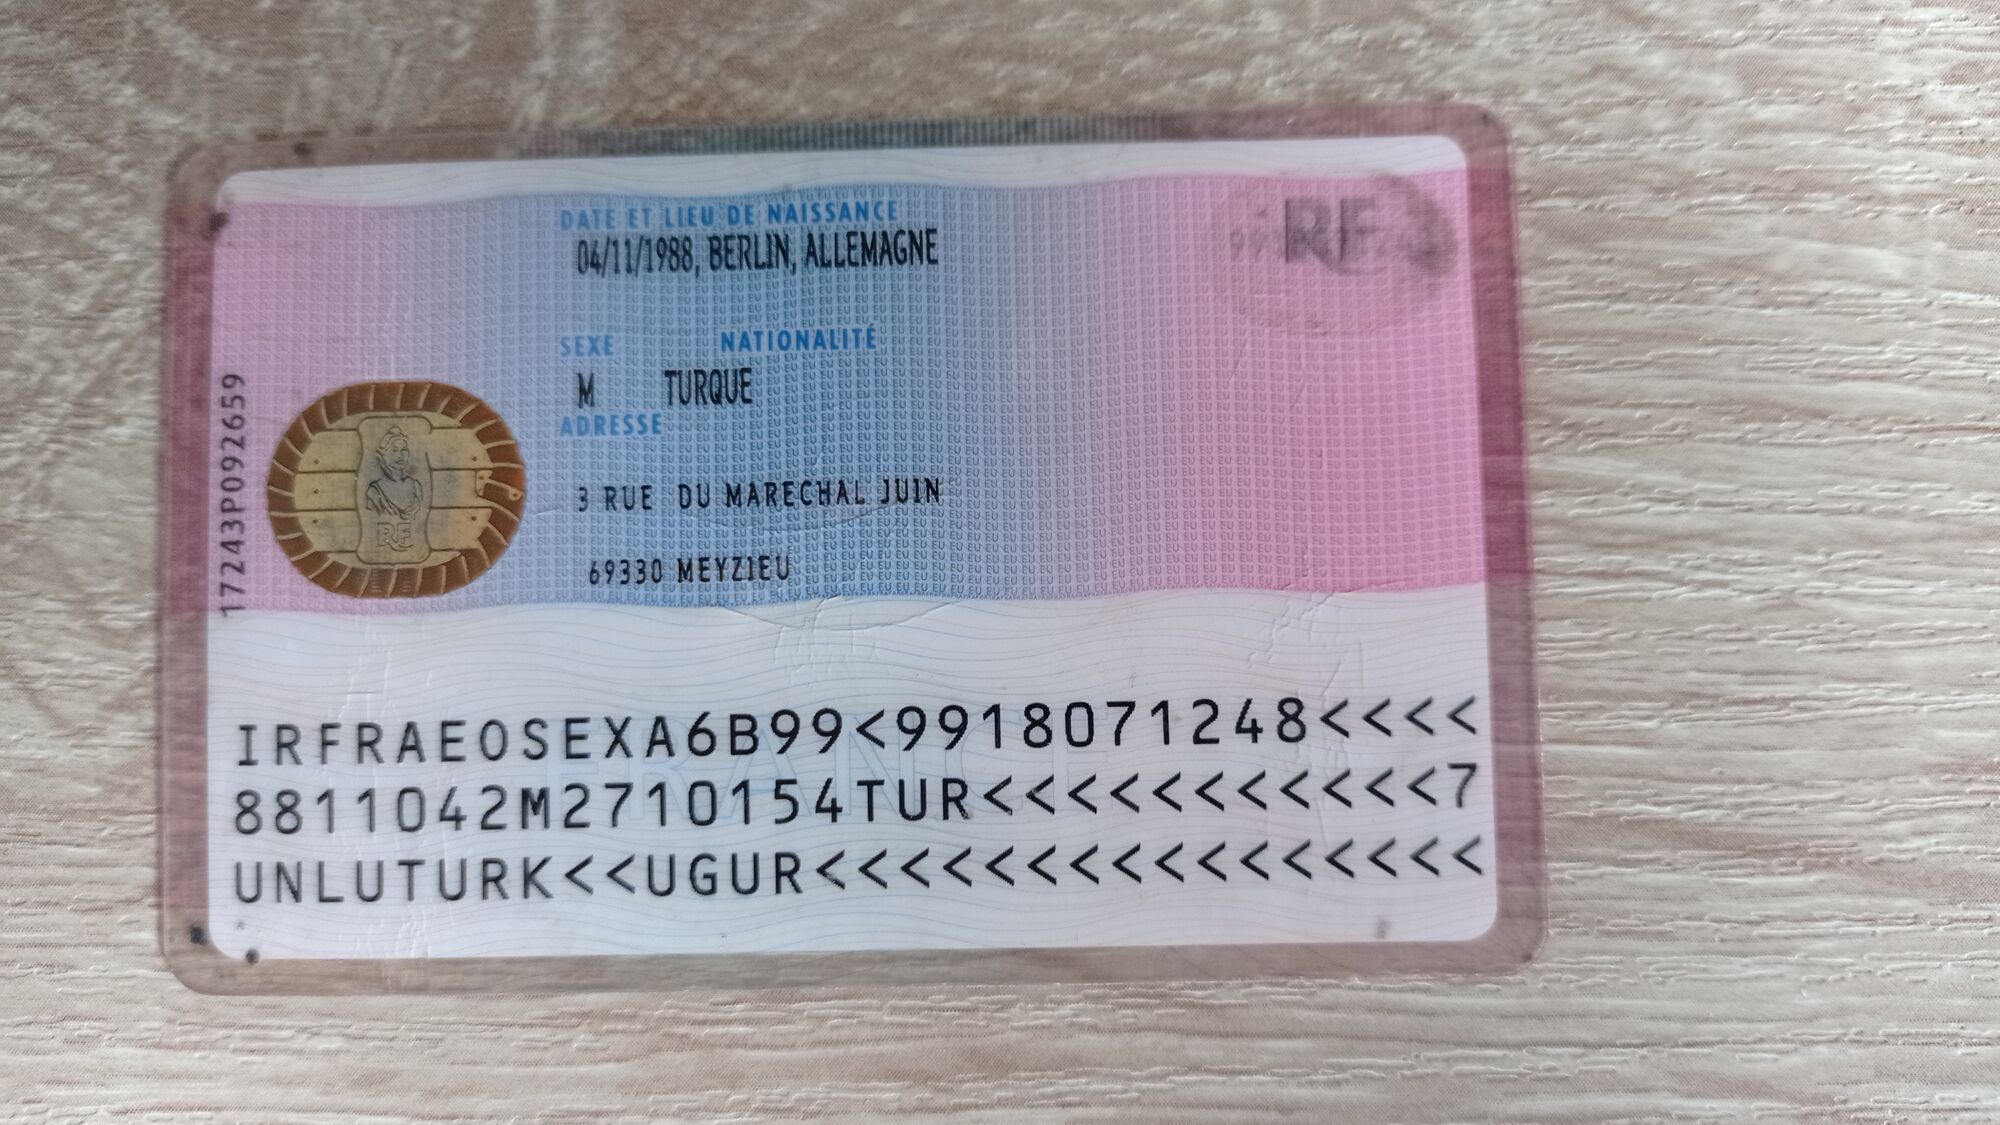 DATE ET LIEU DE NAISSANCE
04/11/1988, BERLIN, ALLEMAGNE
SEXE NATIONALITÉ
M TURQUE
ADRESSE
3 RUE DU MARECHAL JUIN
69330 MEYZIEU
17243P092659
RF
RF
IRFRAEOSEXA6B99<9918071248<<<<
8811042M2710154TUR<<<<<<<<<<<7
UNLUTURK<<UGUR<<<<<<<<<<<<<<<<